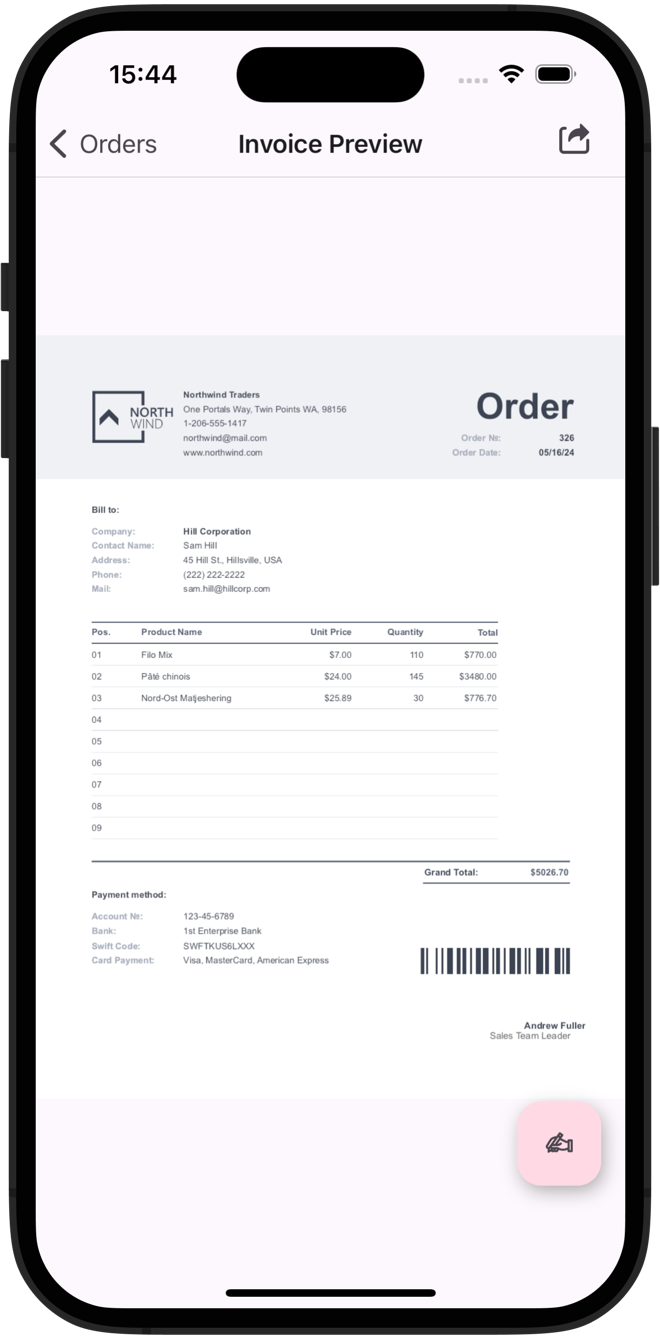 15:44
Orders
Invoice Preview
NORTH
WIND
Northwind Traders
One Portals Way, Twin Points WA, 98156
1-206-555-1417
northwind@mail.com
www.northwind.com
Order
Order №: 326
Order Date: 05/16/24
Bill to:
Company: Hill Corporation
Contact Name: Sam Hill
Address: 45 Hill St., Hillsville, USA
Phone: (222) 222-2222
Mail: sam.hill@hillcorp.com
Pos. Product Name Unit Price Quantity Total
01 Filo Mix $7.00 110 $770.00
02 Pâté chinois $24.00 145 $3480.00
03 Nord-Ost Matjeshering $25.89 30 $776.70
04
05
06
07
08
09
Grand Total: $5026.70
Payment method:
Account №: 123-45-6789
Bank: 1st Enterprise Bank
Swift Code: SWFTKUS6LXXX
Card Payment: Visa, MasterCard, American Express
Andrew Fuller
Sales Team Leader